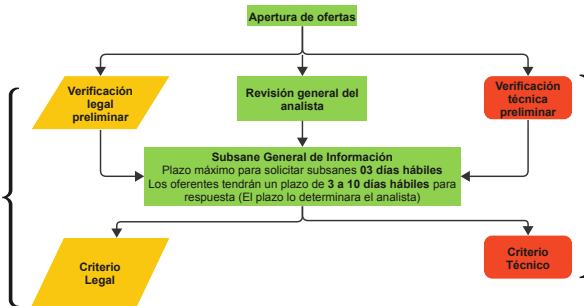 Apertura de ofertas
Verificación
legal
preliminar
Revisión general del
analista
Verificación
técnica
preliminar
Subsane General de Información
Plazo máximo para solicitar subsanes 03 días hábiles
Los oferentes tendrán un plazo de 3 a 10 días hábiles para
respuesta (El plazo lo determinara el analista)
Criterio
Legal
Criterio
Técnico